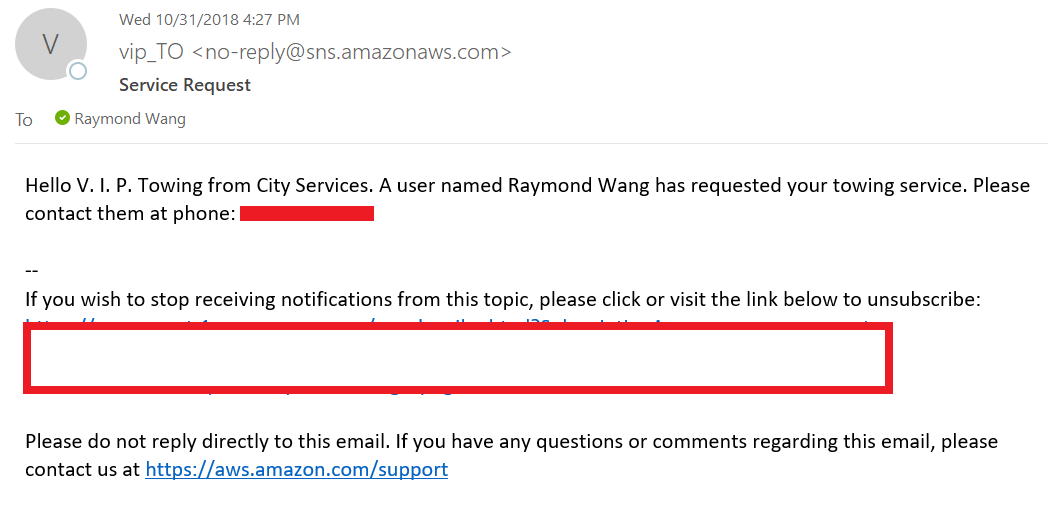 Wed 10/31/2018 4:27 PM
V
vip_TO <no-reply@sns.amazonaws.com>
Service Request
To Raymond Wang
Hello V. I. P. Towing from City Services. A user named Raymond Wang has requested your towing service. Please
contact them at phone:
--
If you wish to stop receiving notifications from this topic, please click or visit the link below to unsubscribe:
Please do not reply directly to this email. If you have any questions or comments regarding this email, please
contact us at https://aws.amazon.com/support